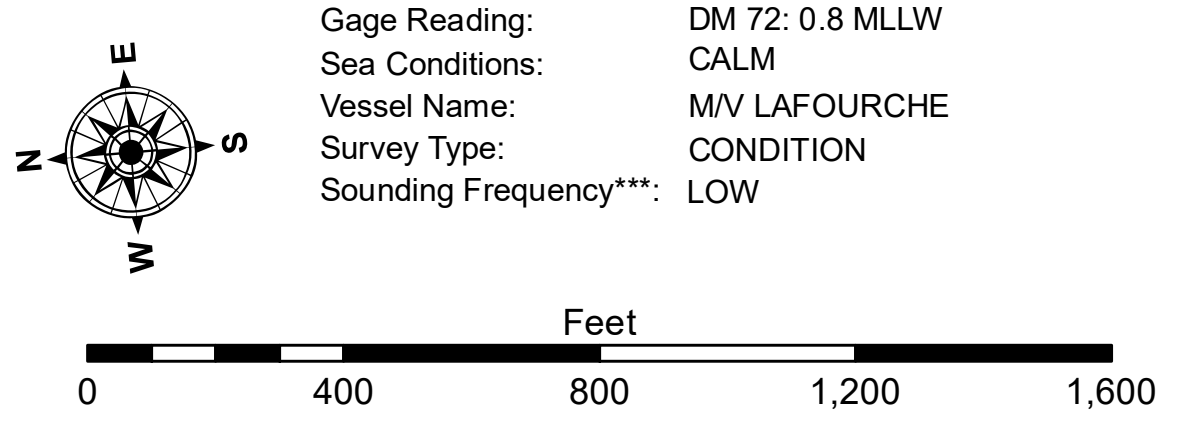 Gage Reading: DM 72: 0.8 MLLW
Sea Conditions: CALM
Vessel Name: M/V LAFOURCHE
Survey Type: CONDITION
Sounding Frequency***: LOW
E
N
S
W
Feet
0 400 800 1,200 1,600